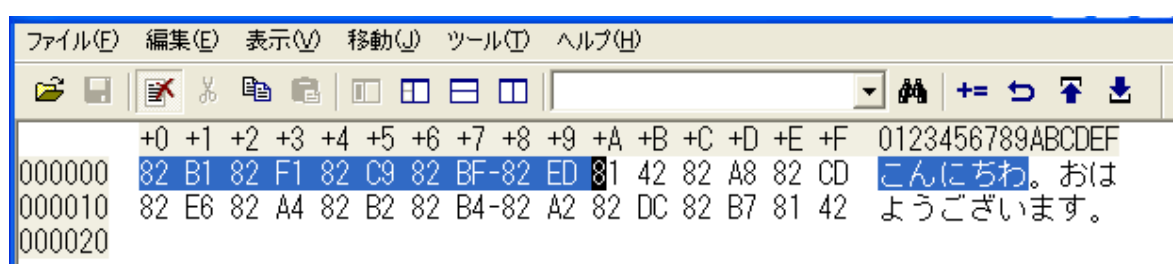 ファイル(F) 編集(E) 表示(V) 移動(J) ツール(T) ヘルプ(H)
+=
+0 +1 +2 +3 +4 +5 +6 +7 +8 +9 +A +B +C +D +E +F 0123456789ABCDEF
000000 82 B1 82 F1 82 C9 82 BF-82 ED 81 42 82 A8 82 CD こんにちわ。おは
000010 82 E6 82 A4 82 B2 82 B4-82 A2 82 DC 82 B7 81 42 ようございます。
000020